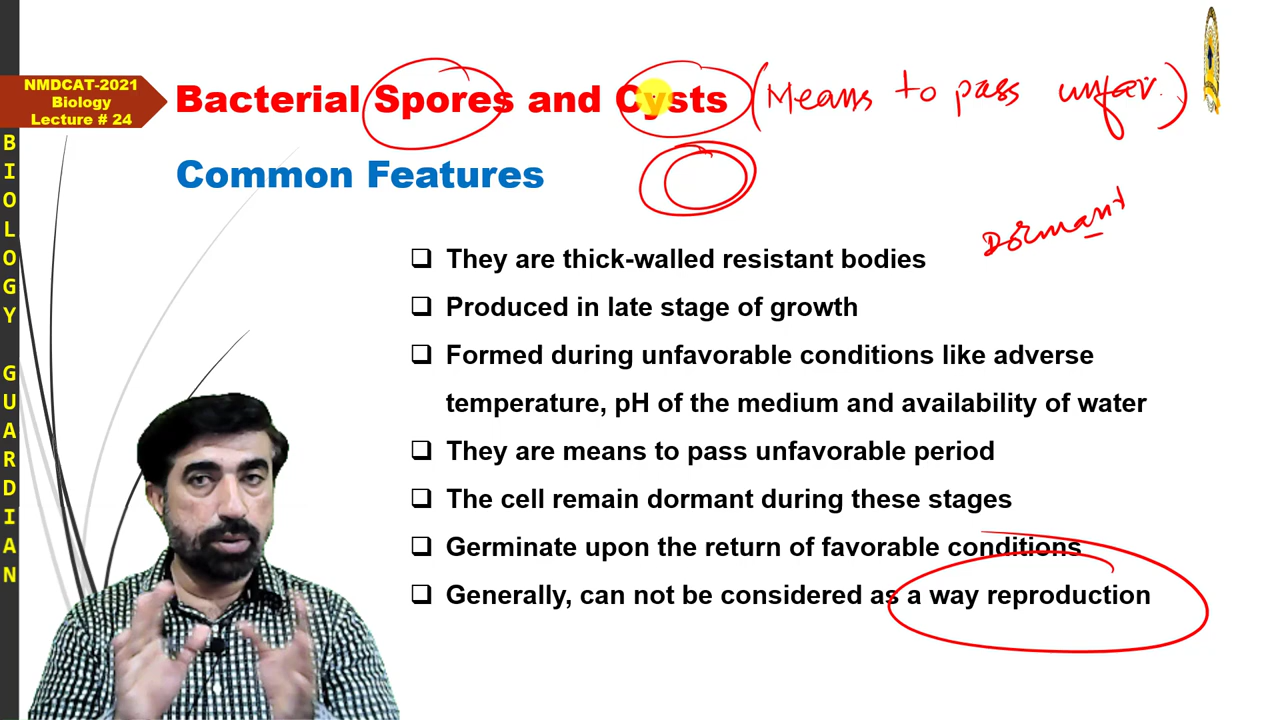 NMDCAT-2021
Biology
Lecture # 24
BIOLOGY GUARDIAN
Bacterial Spores and Cysts (Means to pass unfav.)
Common Features
Dormant
❑ They are thick-walled resistant bodies
❑ Produced in late stage of growth
❑ Formed during unfavorable conditions like adverse
temperature, pH of the medium and availability of water
❑ They are means to pass unfavorable period
❑ The cell remain dormant during these stages
❑ Germinate upon the return of favorable conditions
❑ Generally, can not be considered as a way reproduction